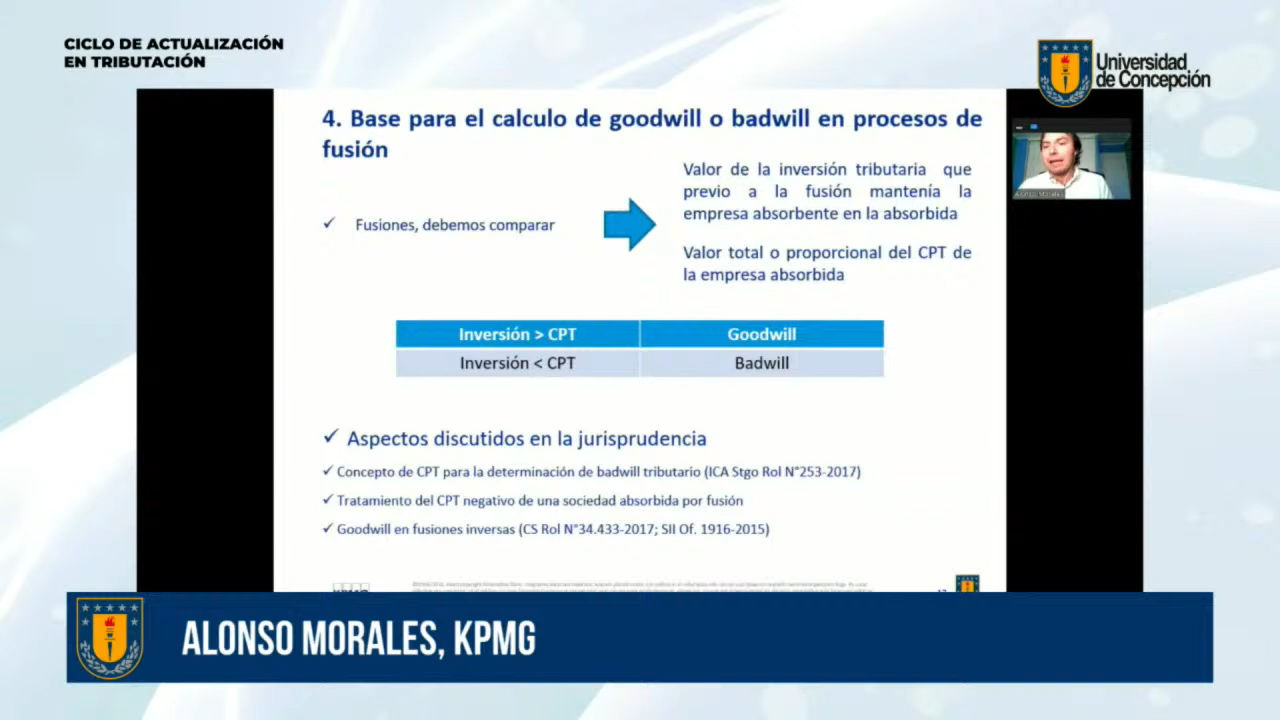 CICLO DE ACTUALIZACIÓN
EN TRIBUTACIÓN
Universidad
de Concepción
4. Base para el calculo de goodwill o badwill en procesos de
fusión
Valor de la inversión tributaria que
previo a la fusión mantenía la
empresa absorbente en la absorbida
✓ Fusiones, debemos comparar
Valor total o proporcional del CPT de
la empresa absorbida
Inversión > CPT Goodwill
Inversión < CPT Badwill
✓ Aspectos discutidos en la jurisprudencia
✓ Concepto de CPT para la determinación de badwill tributario (ICA Stgo Rol N°253-2017)
✓ Tratamiento del CPT negativo de una sociedad absorbida por fusión
✓ Goodwill en fusiones inversas (CS Rol N°34.433-2017; SII Of. 1916-2015)
ALONSO MORALES, KPMG